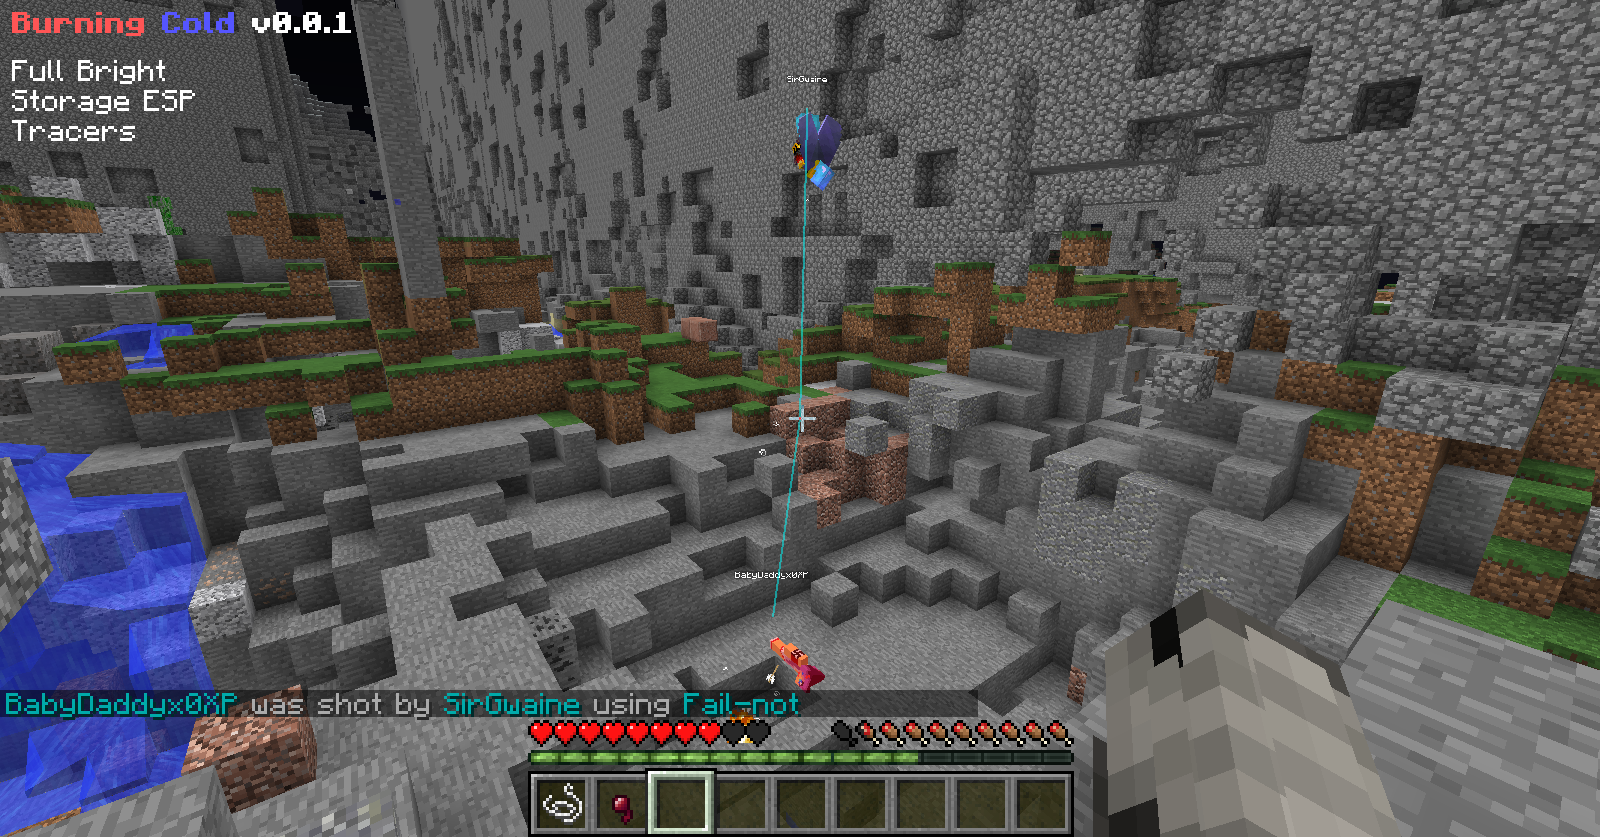 Burning Cold v0.0.1
Full Bright
Storage ESP
Tracers
SirGwaine
BabyDaddyx0XP
BabyDaddyx0XP was shot by SirGwaine using Fail-not